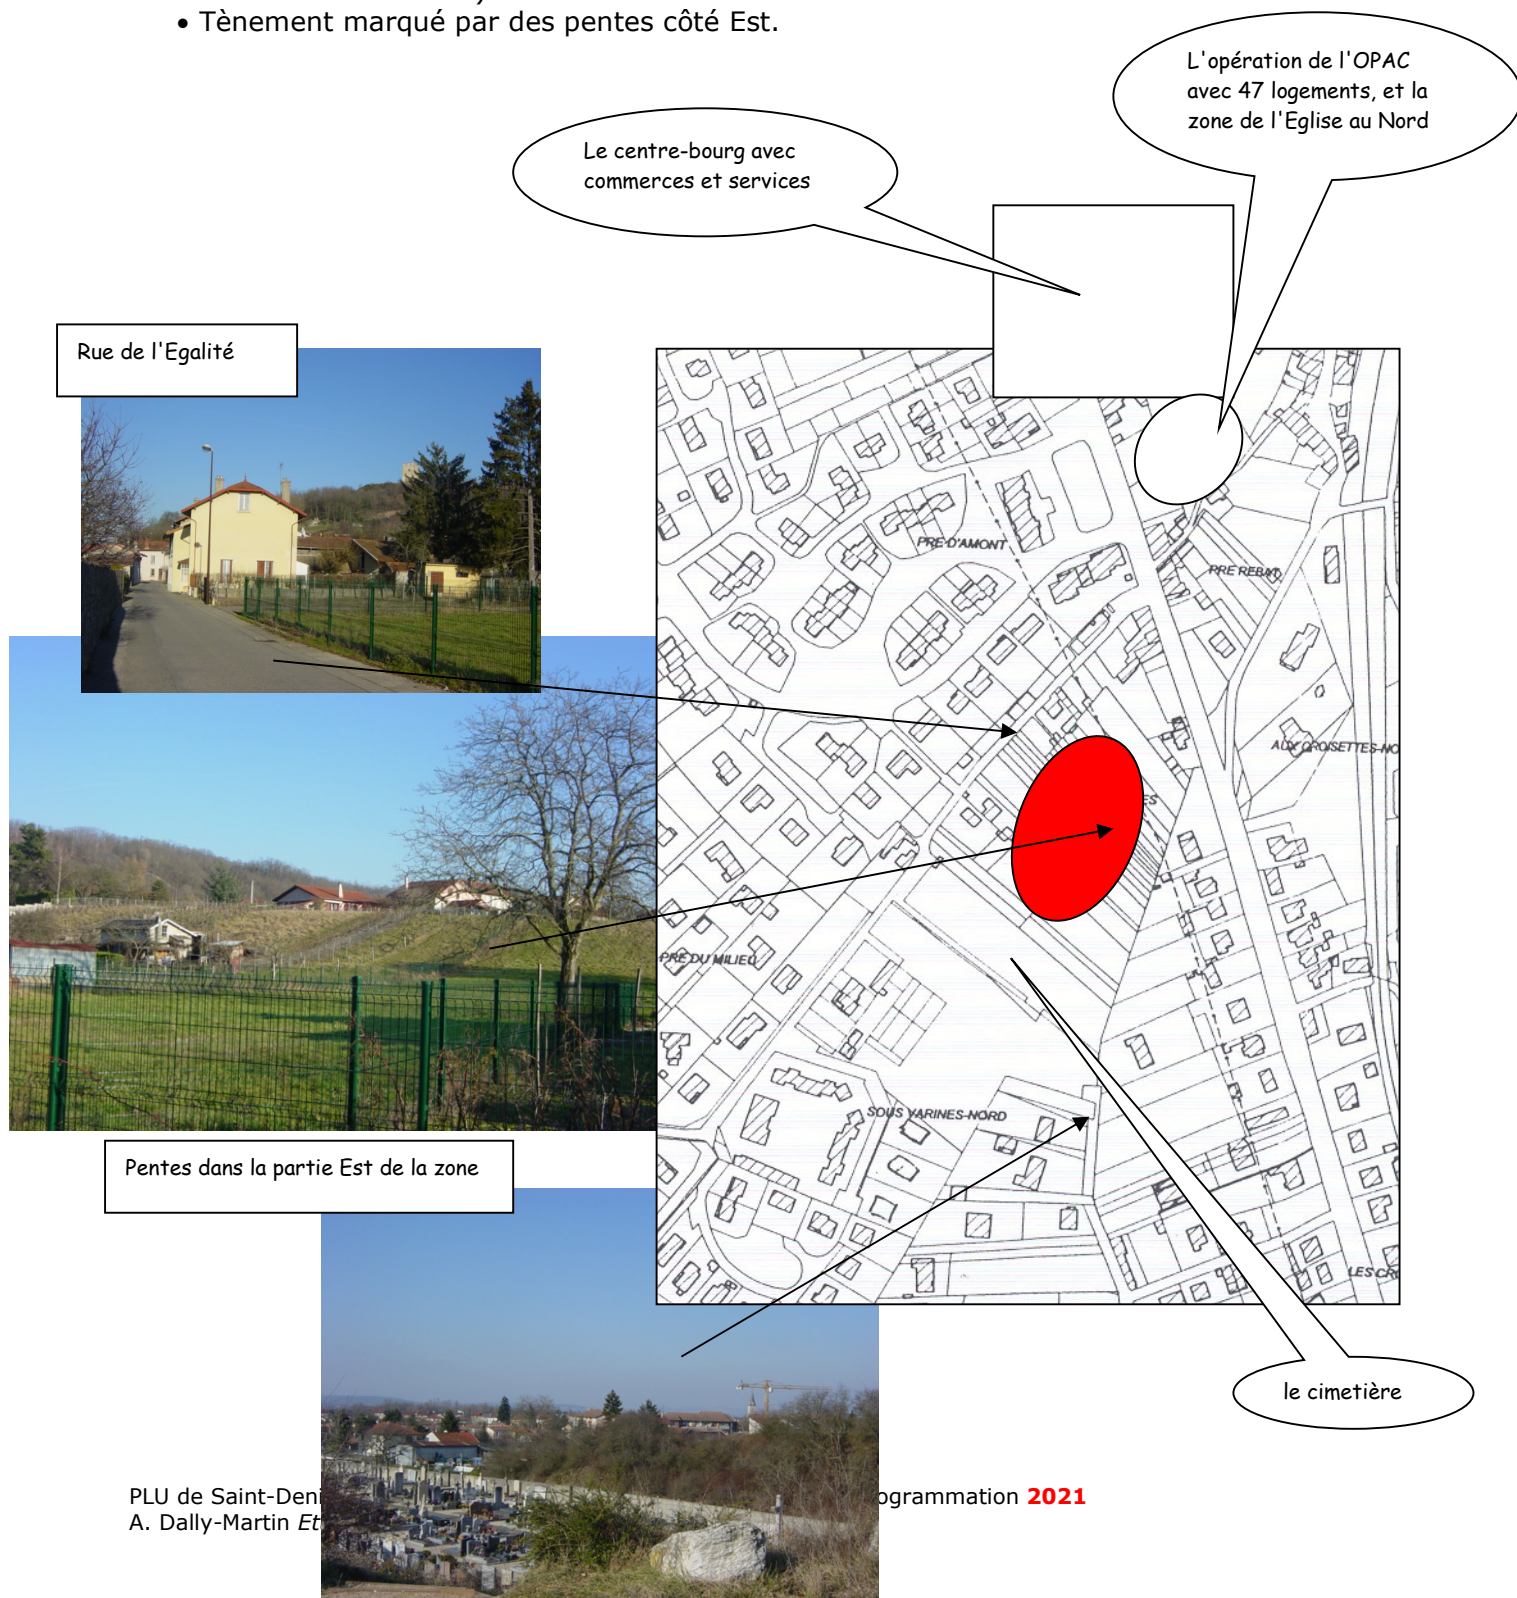 • Tènement marqué par des pentes côté Est.
L'opération de l'OPAC
avec 47 logements, et la
zone de l'Eglise au Nord
Le centre-bourg avec
commerces et services
Rue de l'Egalité
PRE D'AMONT
PRE REBAT
AUX CROISETTES-NO
ES
PRE DU MILIEU
SOUS VARINES-NORD
Pentes dans la partie Est de la zone
LES CR
le cimetière
PLU de Saint-Deni ogrammation 2021
A. Dally-Martin Et